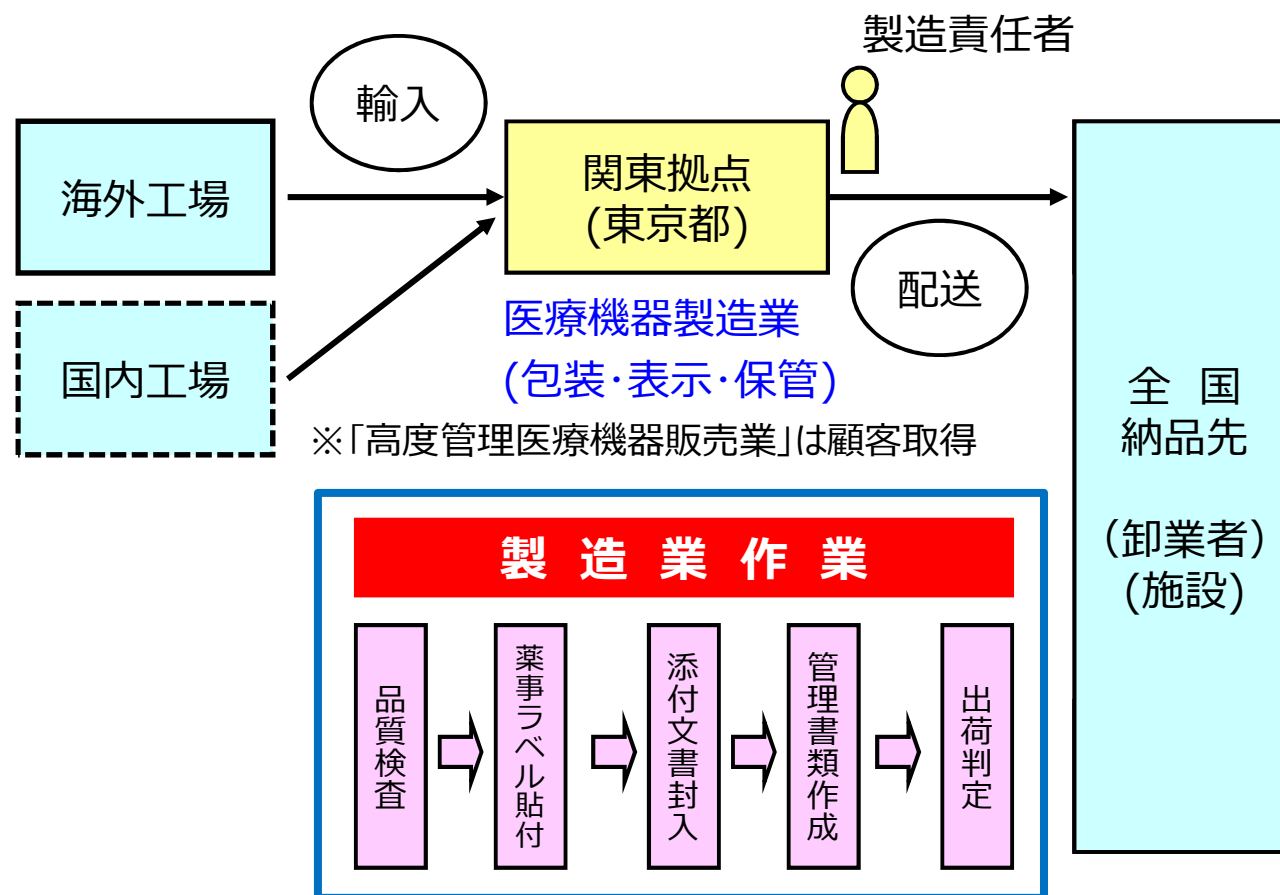 製造責任者
輸入
海外工場
関東拠点
(東京都)
配送
国内工場
医療機器製造業
(包装･表示･保管)
※｢高度管理医療機器販売業｣は顧客取得
全 国
納品先
（卸業者）
(施設)
製 造 業 作 業
品質検査
薬事ラベル貼付
添付文書封入
管理書類作成
出荷判定